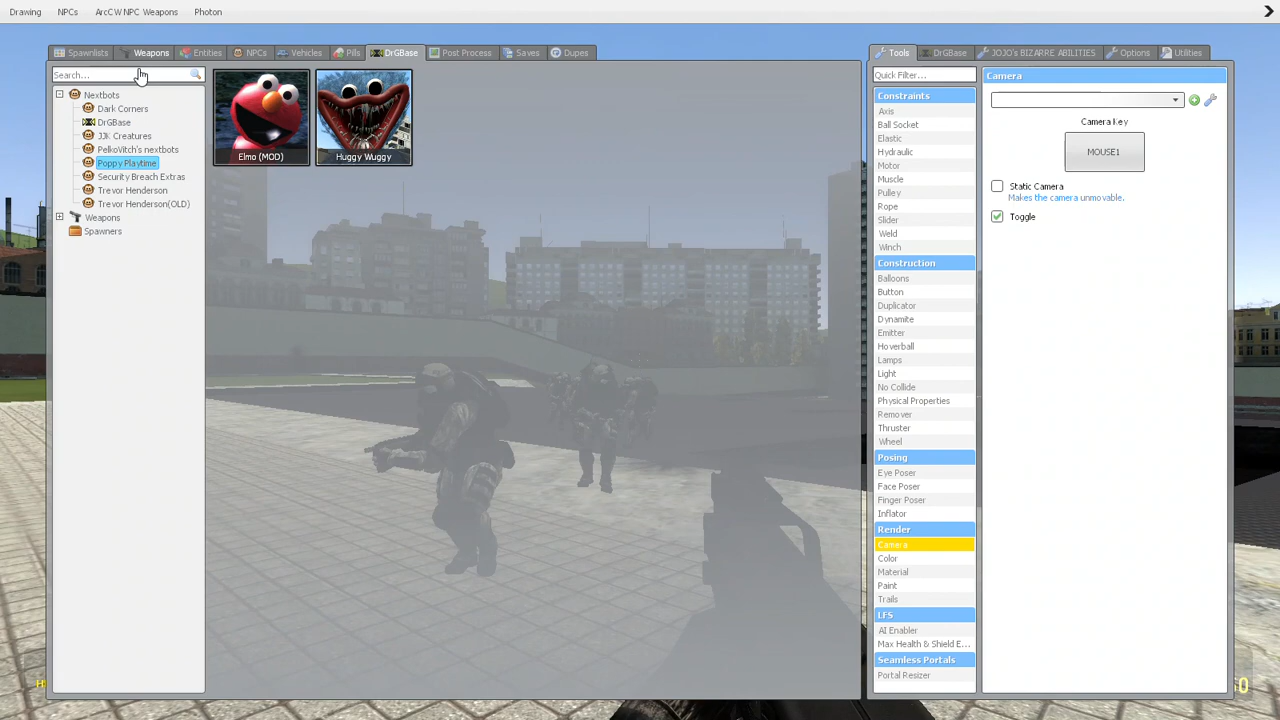 Drawing NPCs ArcCW NPC Weapons Photon
Spawnlists Weapons Entities NPCs Vehicles Pills DrGBase Post Process Saves Dupes
Search...
Nextbots
Dark Corners
DrGBase
JJK Creatures
Pelkovitch's nextbots
Poppy Playtime
Security Breach Extras
Trevor Henderson
Trevor Henderson(OLD)
Weapons
Spawners
Elmo (MOD)
Huggy Wuggy
Tools DrGBase JOJO's BIZARRE ABILITIES Options Utilities
Quick Filter...
Constraints
Axis
Ball Socket
Elastic
Hydraulic
Motor
Muscle
Pulley
Rope
Slider
Weld
Winch
Construction
Balloons
Button
Duplicator
Dynamite
Emitter
Hoverball
Lamps
Light
No Collide
Physical Properties
Remover
Thruster
Wheel
Posing
Eye Poser
Face Poser
Finger Poser
Inflator
Render
Camera
Color
Material
Paint
Trails
LFS
AI Enabler
Max Health & Shield E...
Seamless Portals
Portal Resizer
Camera
Camera Key
MOUSE1
Static Camera
Makes the camera unmovable.
Toggle